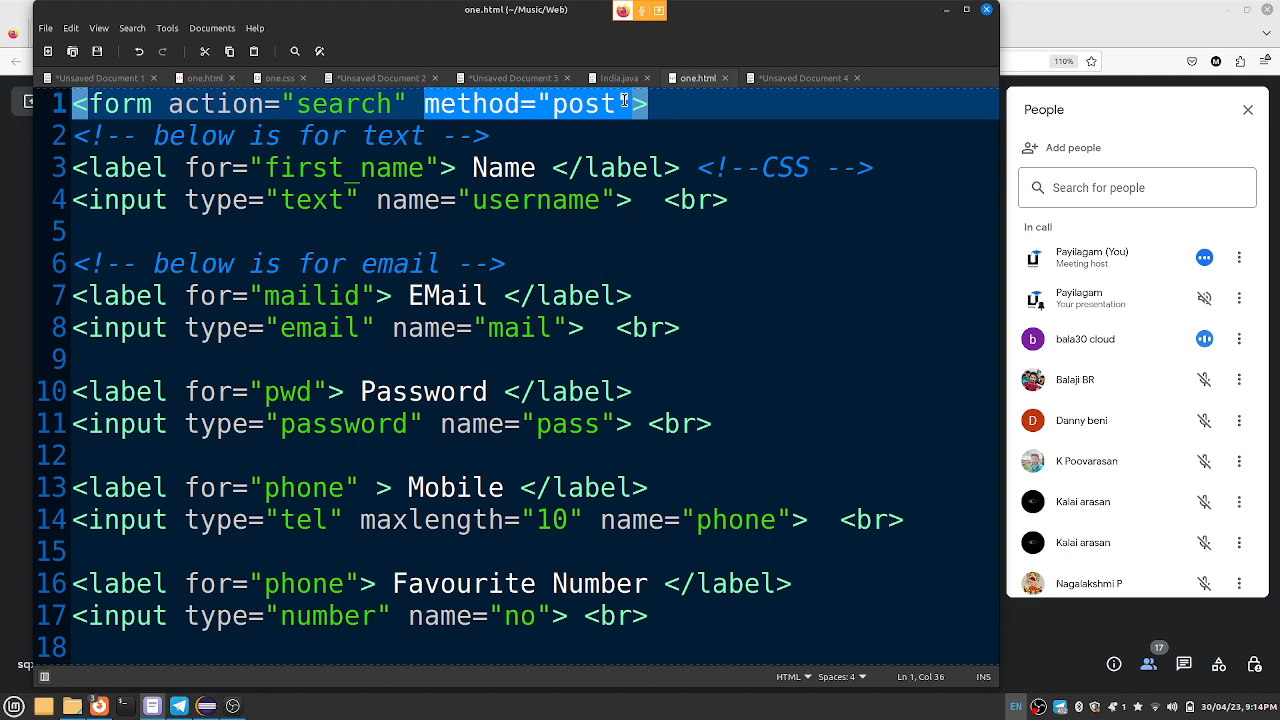 one.html (~/Music/Web)
File Edit View Search Tools Documents Help
*Unsaved Document 1 one.html one.css *Unsaved Document 2 *Unsaved Document 3 India.java one.html *Unsaved Document 4
1 <form action="search" method="post">
2 <!-- below is for text -->
3 <label for="first_name"> Name </label> <!--CSS -->
4 <input type="text" name="username">  <br>
5
6 <!-- below is for email -->
7 <label for="mailid"> EMail </label>
8 <input type="email" name="mail">  <br>
9
10 <label for="pwd"> Password </label>
11 <input type="password" name="pass"> <br>
12
13 <label for="phone" > Mobile </label>
14 <input type="tel" maxlength="10" name="phone">  <br>
15
16 <label for="phone"> Favourite Number </label>
17 <input type="number" name="no"> <br>
18
HTML Spaces: 4 Ln 1, Col 36 INS
110%
People
Add people
Search for people
In call
Payilagam (You)
Meeting host
Payilagam
Your presentation
b bala30 cloud
Balaji BR
D Danny beni
K Poovarasan
Kalai arasan
Kalai arasan
Nagalakshmi P
17
sqx
3
EN 1 30/04/23, 9:14PM